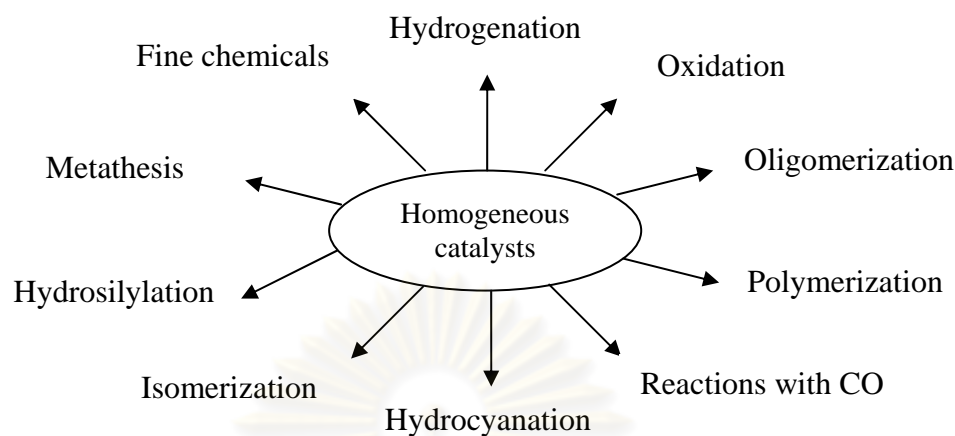 Hydrogenation
Fine chemicals
Oxidation
Metathesis
Oligomerization
Homogeneous
catalysts
Hydrosilylation
Polymerization
Isomerization
Reactions with CO
Hydrocyanation